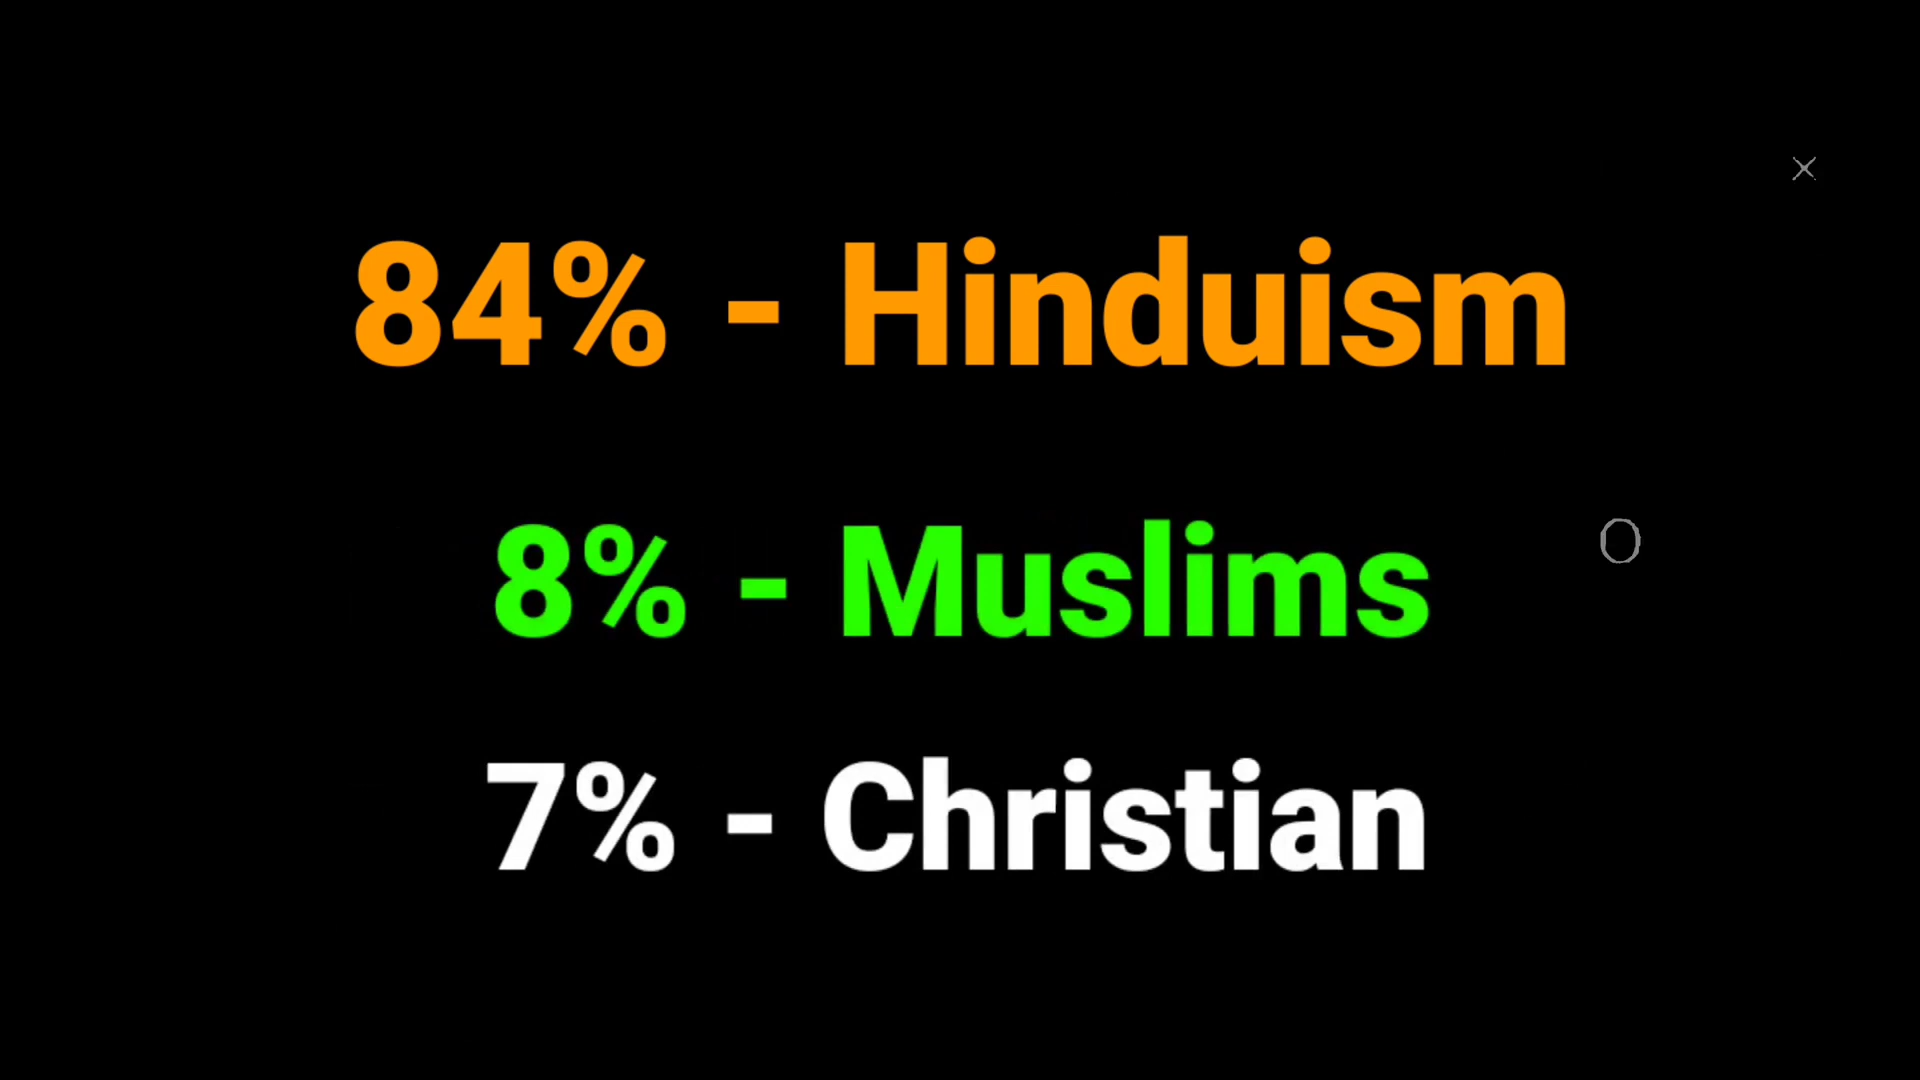 84% - Hinduism
8% - Muslims
7% - Christian